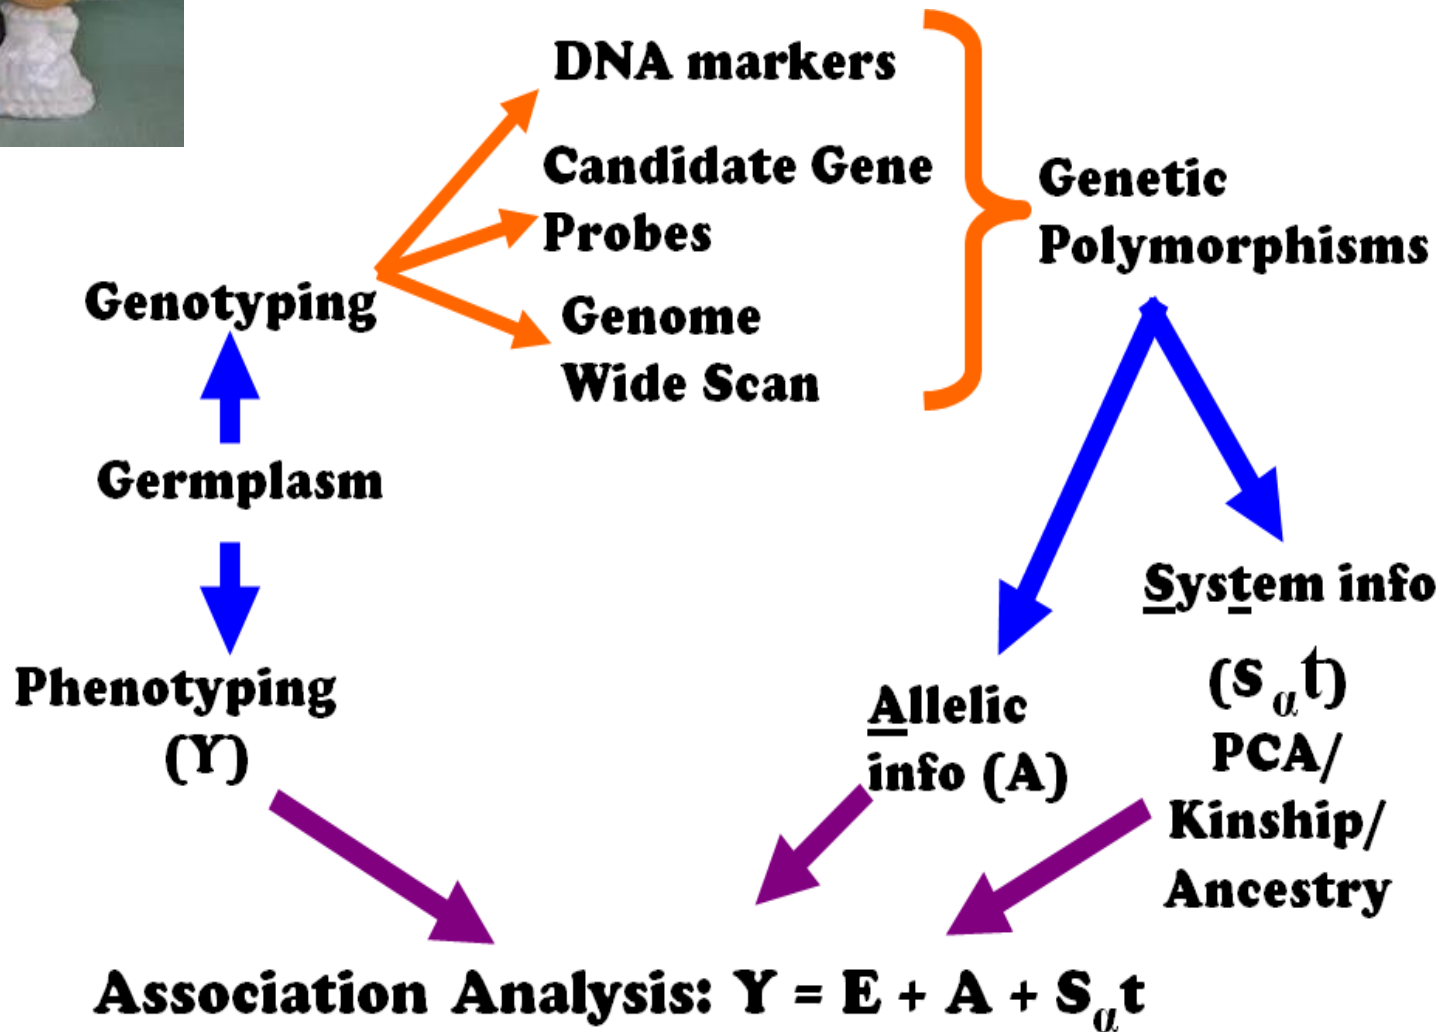 DNA markers
Candidate Gene
Probes
Genome
Wide Scan
Genetic
Polymorphisms
Genotyping
Germplasm
Phenotyping
(Y)
Allelic
info (A)
System info
(S α t)
PCA/
Kinship/
Ancestry
Association Analysis: Y = E + A + Sαt